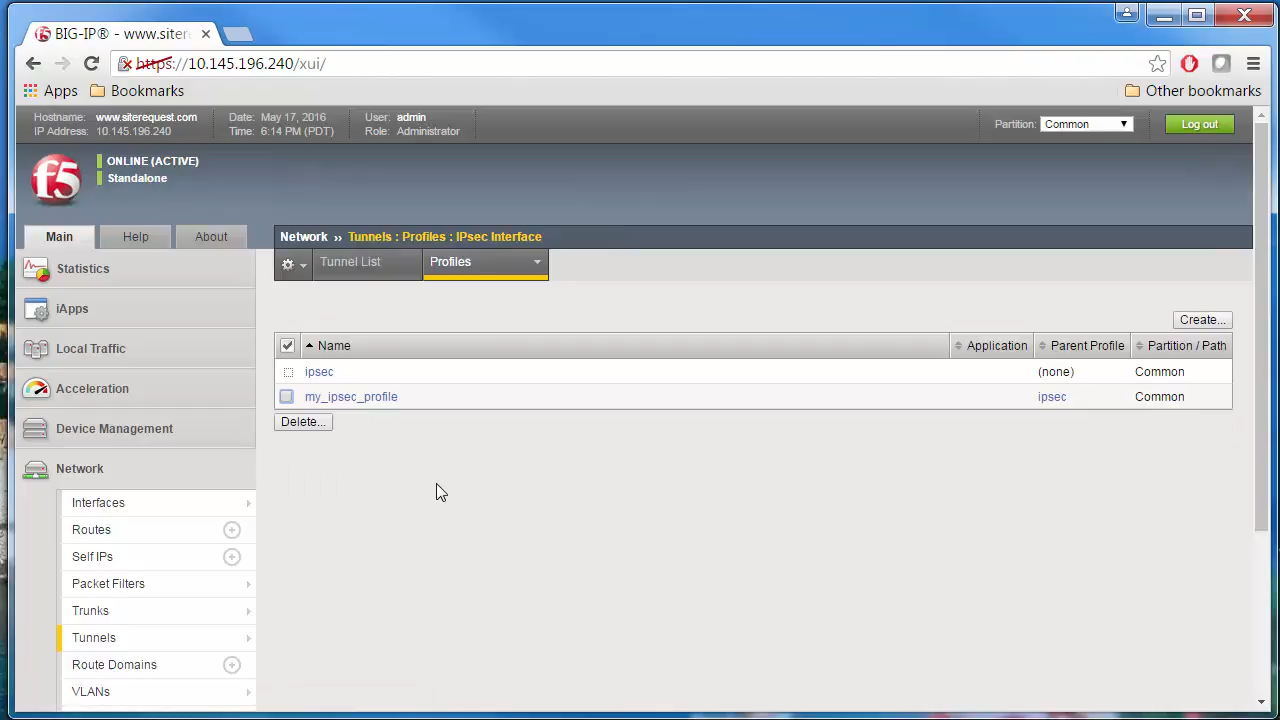 BIG-IP® - www.siter
https://10.145.196.240/xui/
Apps Bookmarks Other bookmarks
Hostname: www.siterequest.com Date: May 17, 2016 User: admin
IP Address: 10.145.196.240 Time: 6:14 PM (PDT) Role: Administrator
Partition: Common Log out
f5
ONLINE (ACTIVE)
Standalone
Main Help About
Network ›› Tunnels : Profiles : IPsec Interface
Tunnel List Profiles
Statistics
iApps
Local Traffic
Acceleration
Device Management
Network
Interfaces
Routes
Self IPs
Packet Filters
Trunks
Tunnels
Route Domains
VLANs
Create...
Name Application Parent Profile Partition / Path
ipsec (none) Common
my_ipsec_profile ipsec Common
Delete...